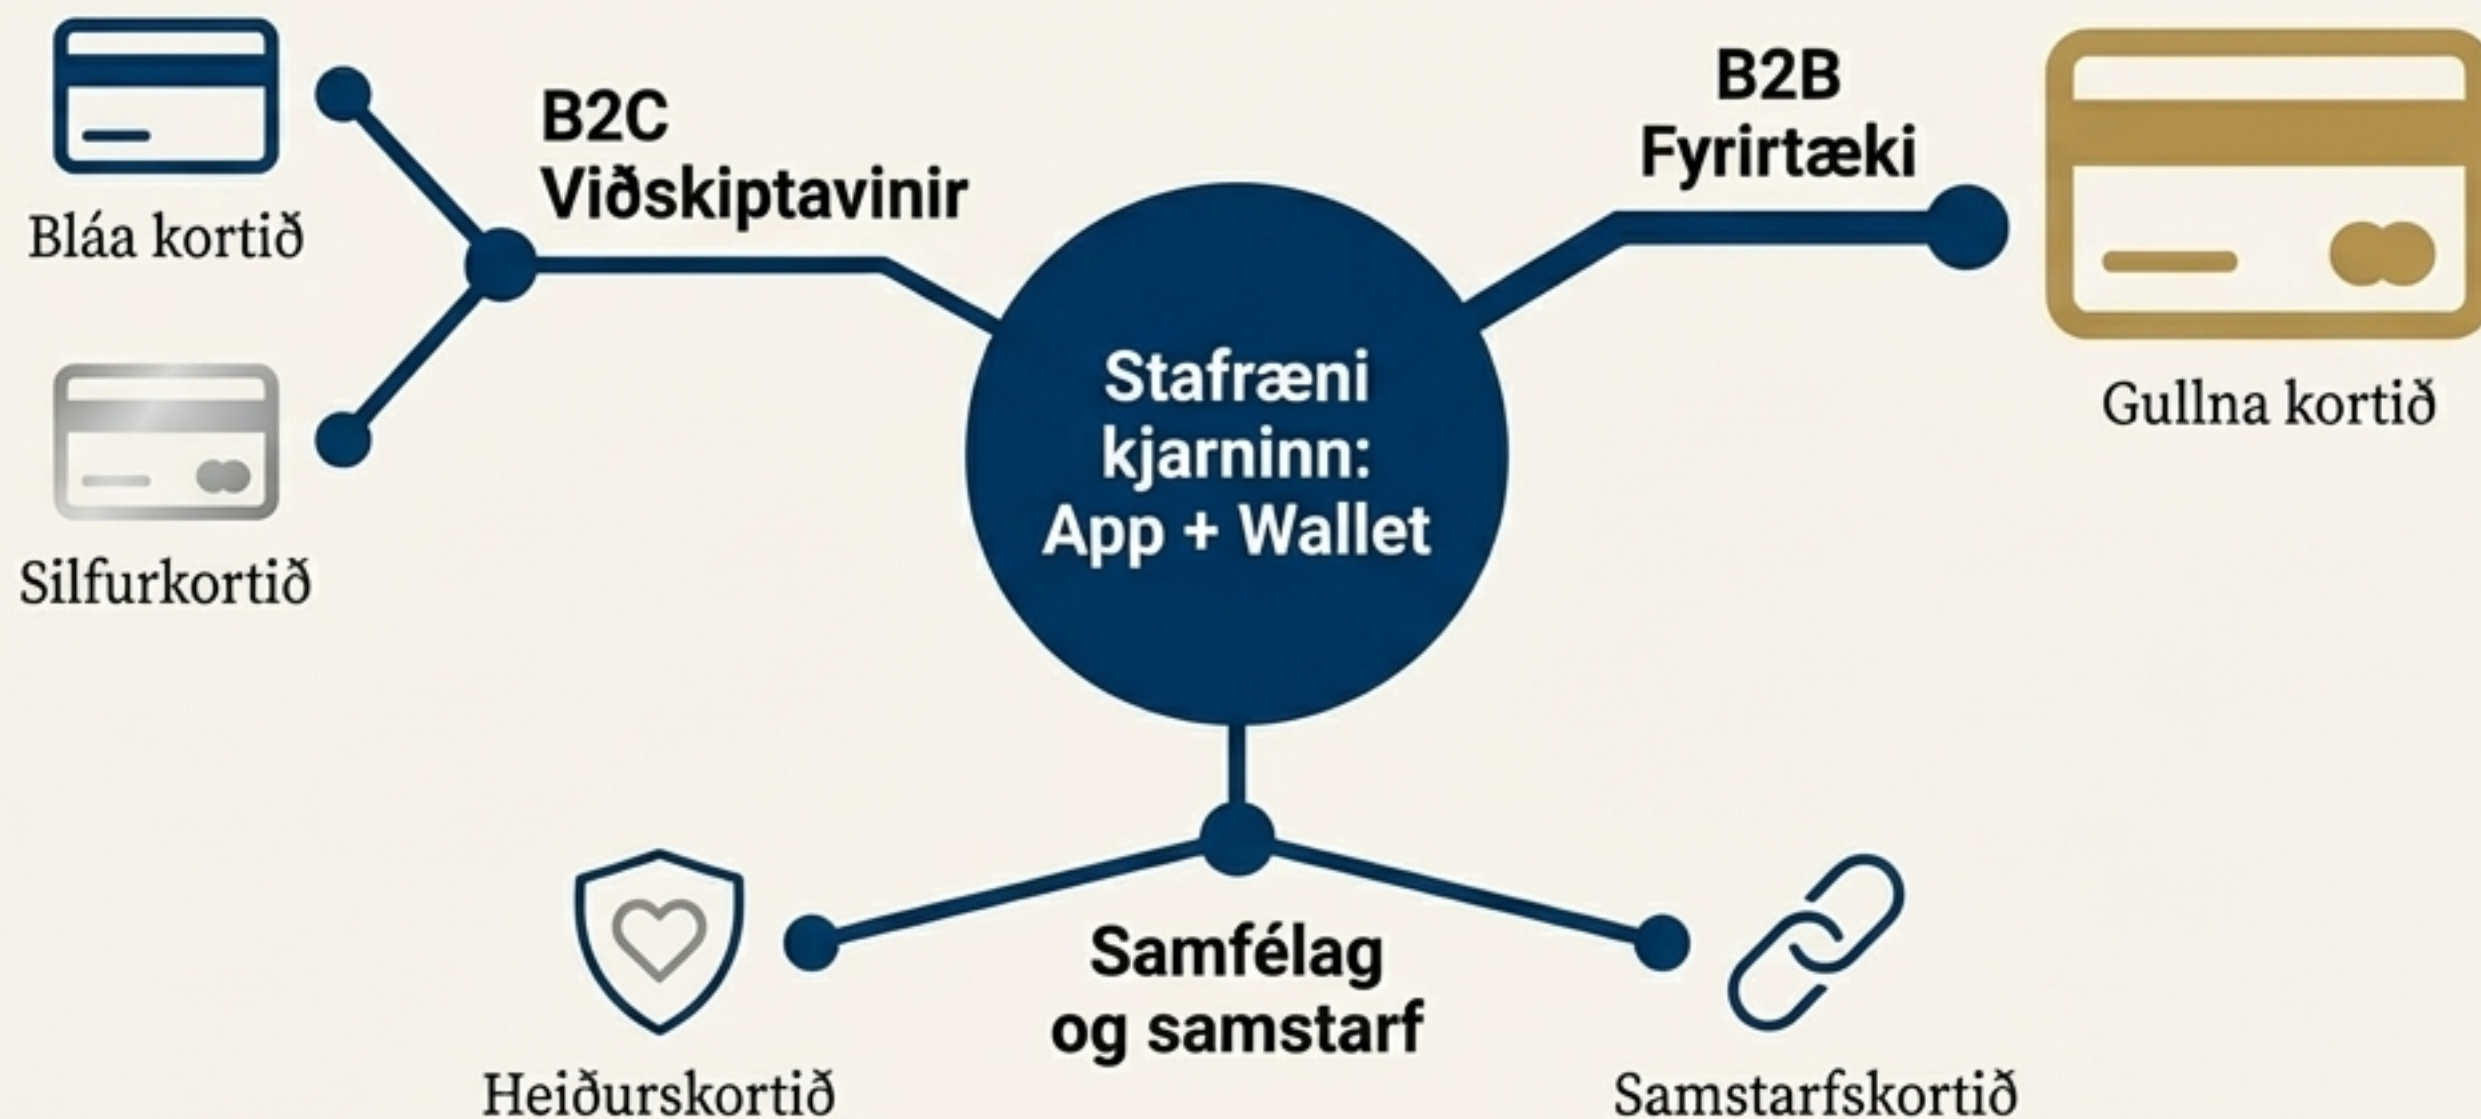 B2C
Viðskiptavinir
Bláa kortið
Silfurkortið
B2B
Fyrirtæki
Gullna kortið
Stafræni
kjarninn:
App + Wallet
Samfélag
og samstarf
Heiðurskortið
Samstarfskortið